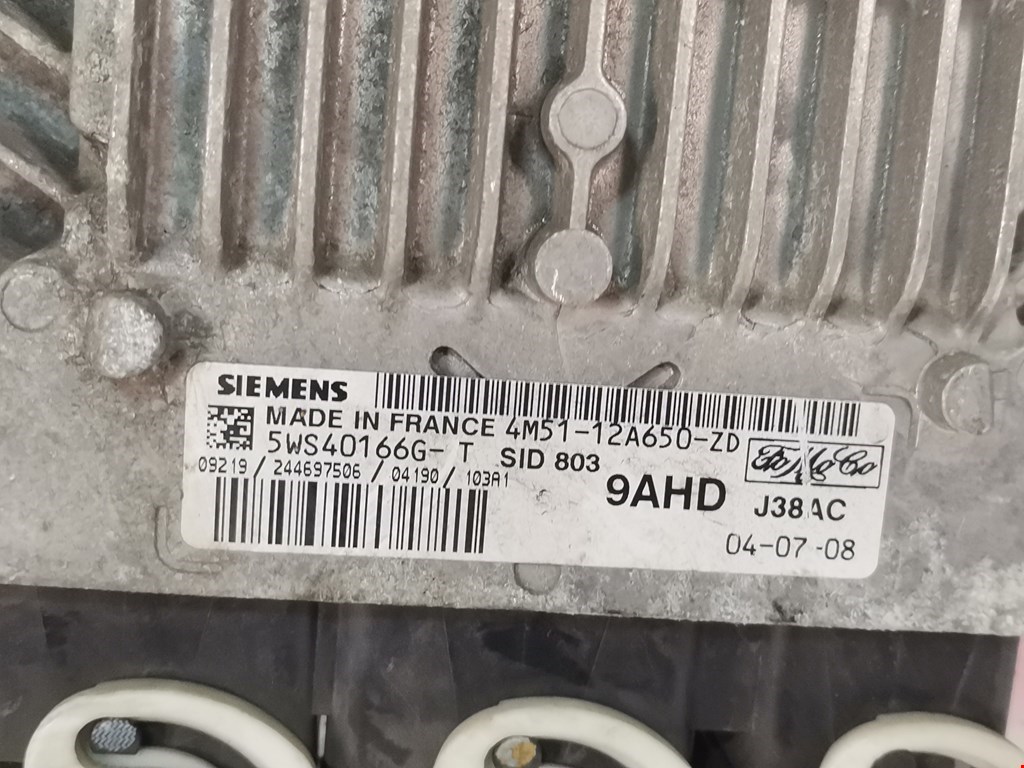 SIEMENS
MADE IN FRANCE 4M51-12A650-ZD
5WS40166G-T SID 803 FoMoCo
09219 / 244697506 / 04190 / 103A1
9AHD J38AC
04-07-08